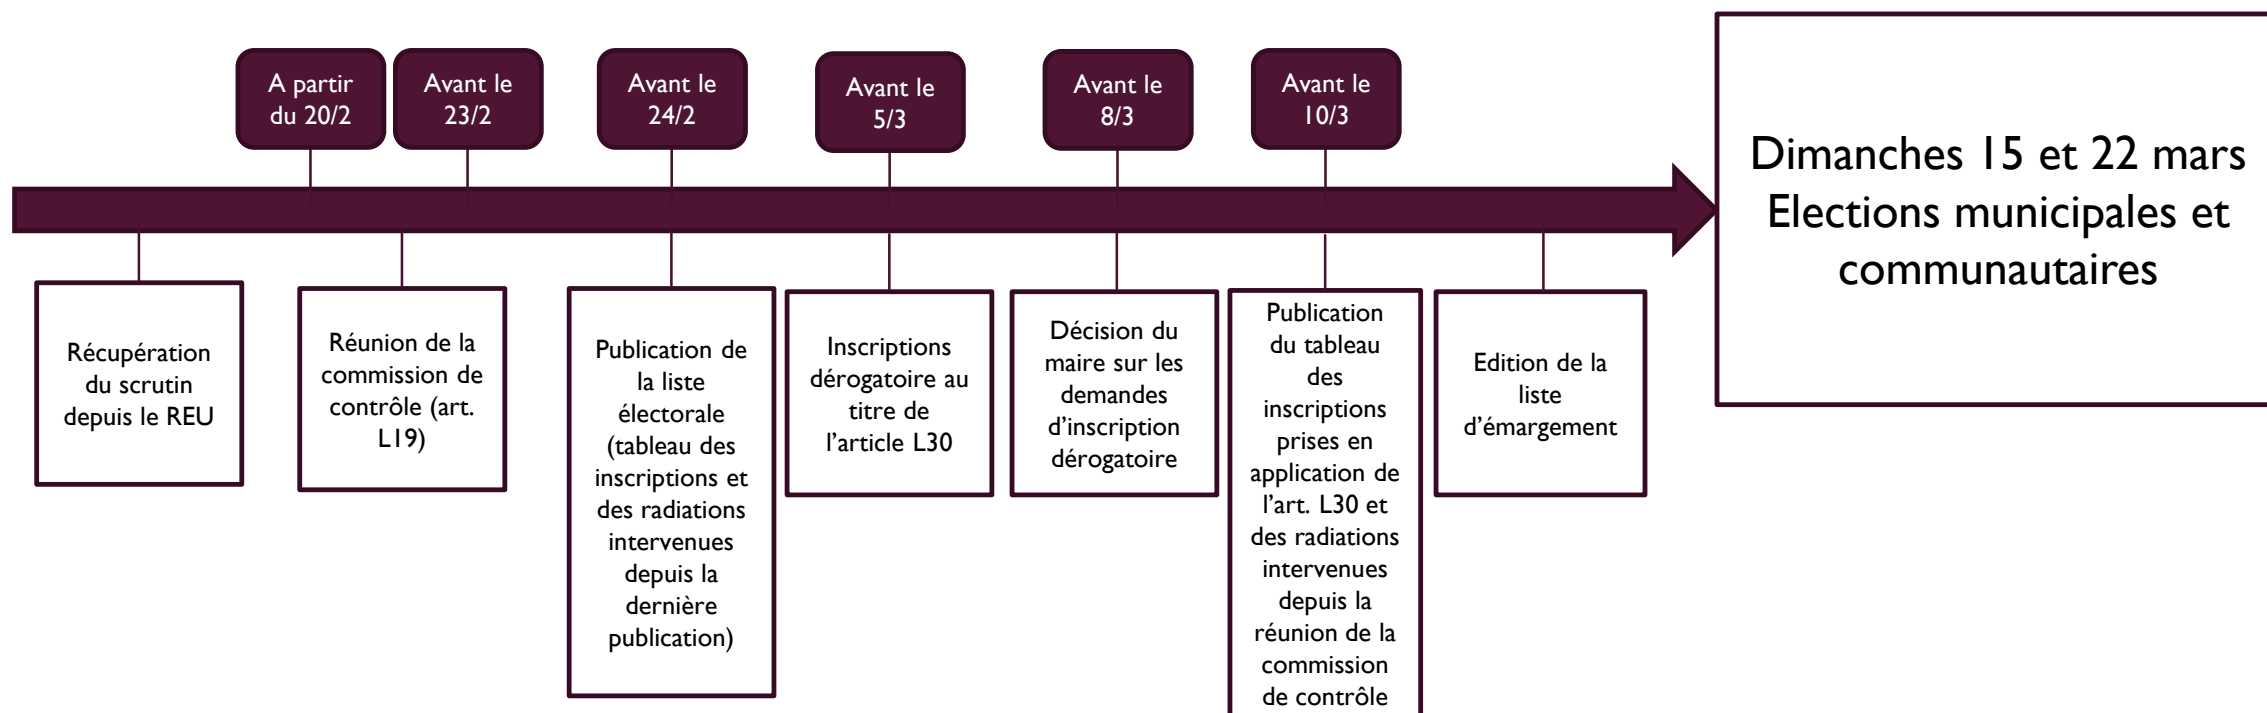 A partir
du 20/2
Avant le
23/2
Avant le
24/2
Avant le
5/3
Avant le
8/3
Avant le
10/3
Dimanches 15 et 22 mars
Elections municipales et
communautaires
Récupération
du scrutin
depuis le REU
Réunion de la
commission de
contrôle (art.
L19)
Publication de
la liste
électorale
(tableau des
inscriptions et
des radiations
intervenues
depuis la
dernière
publication)
Inscriptions
dérogatoire au
titre de
l’article L30
Décision du
maire sur les
demandes
d’inscription
dérogatoire
Publication
du tableau
des
inscriptions
prises en
application de
l’art. L30 et
des radiations
intervenues
depuis la
réunion de la
commission
de contrôle
Edition de la
liste
d’émargement